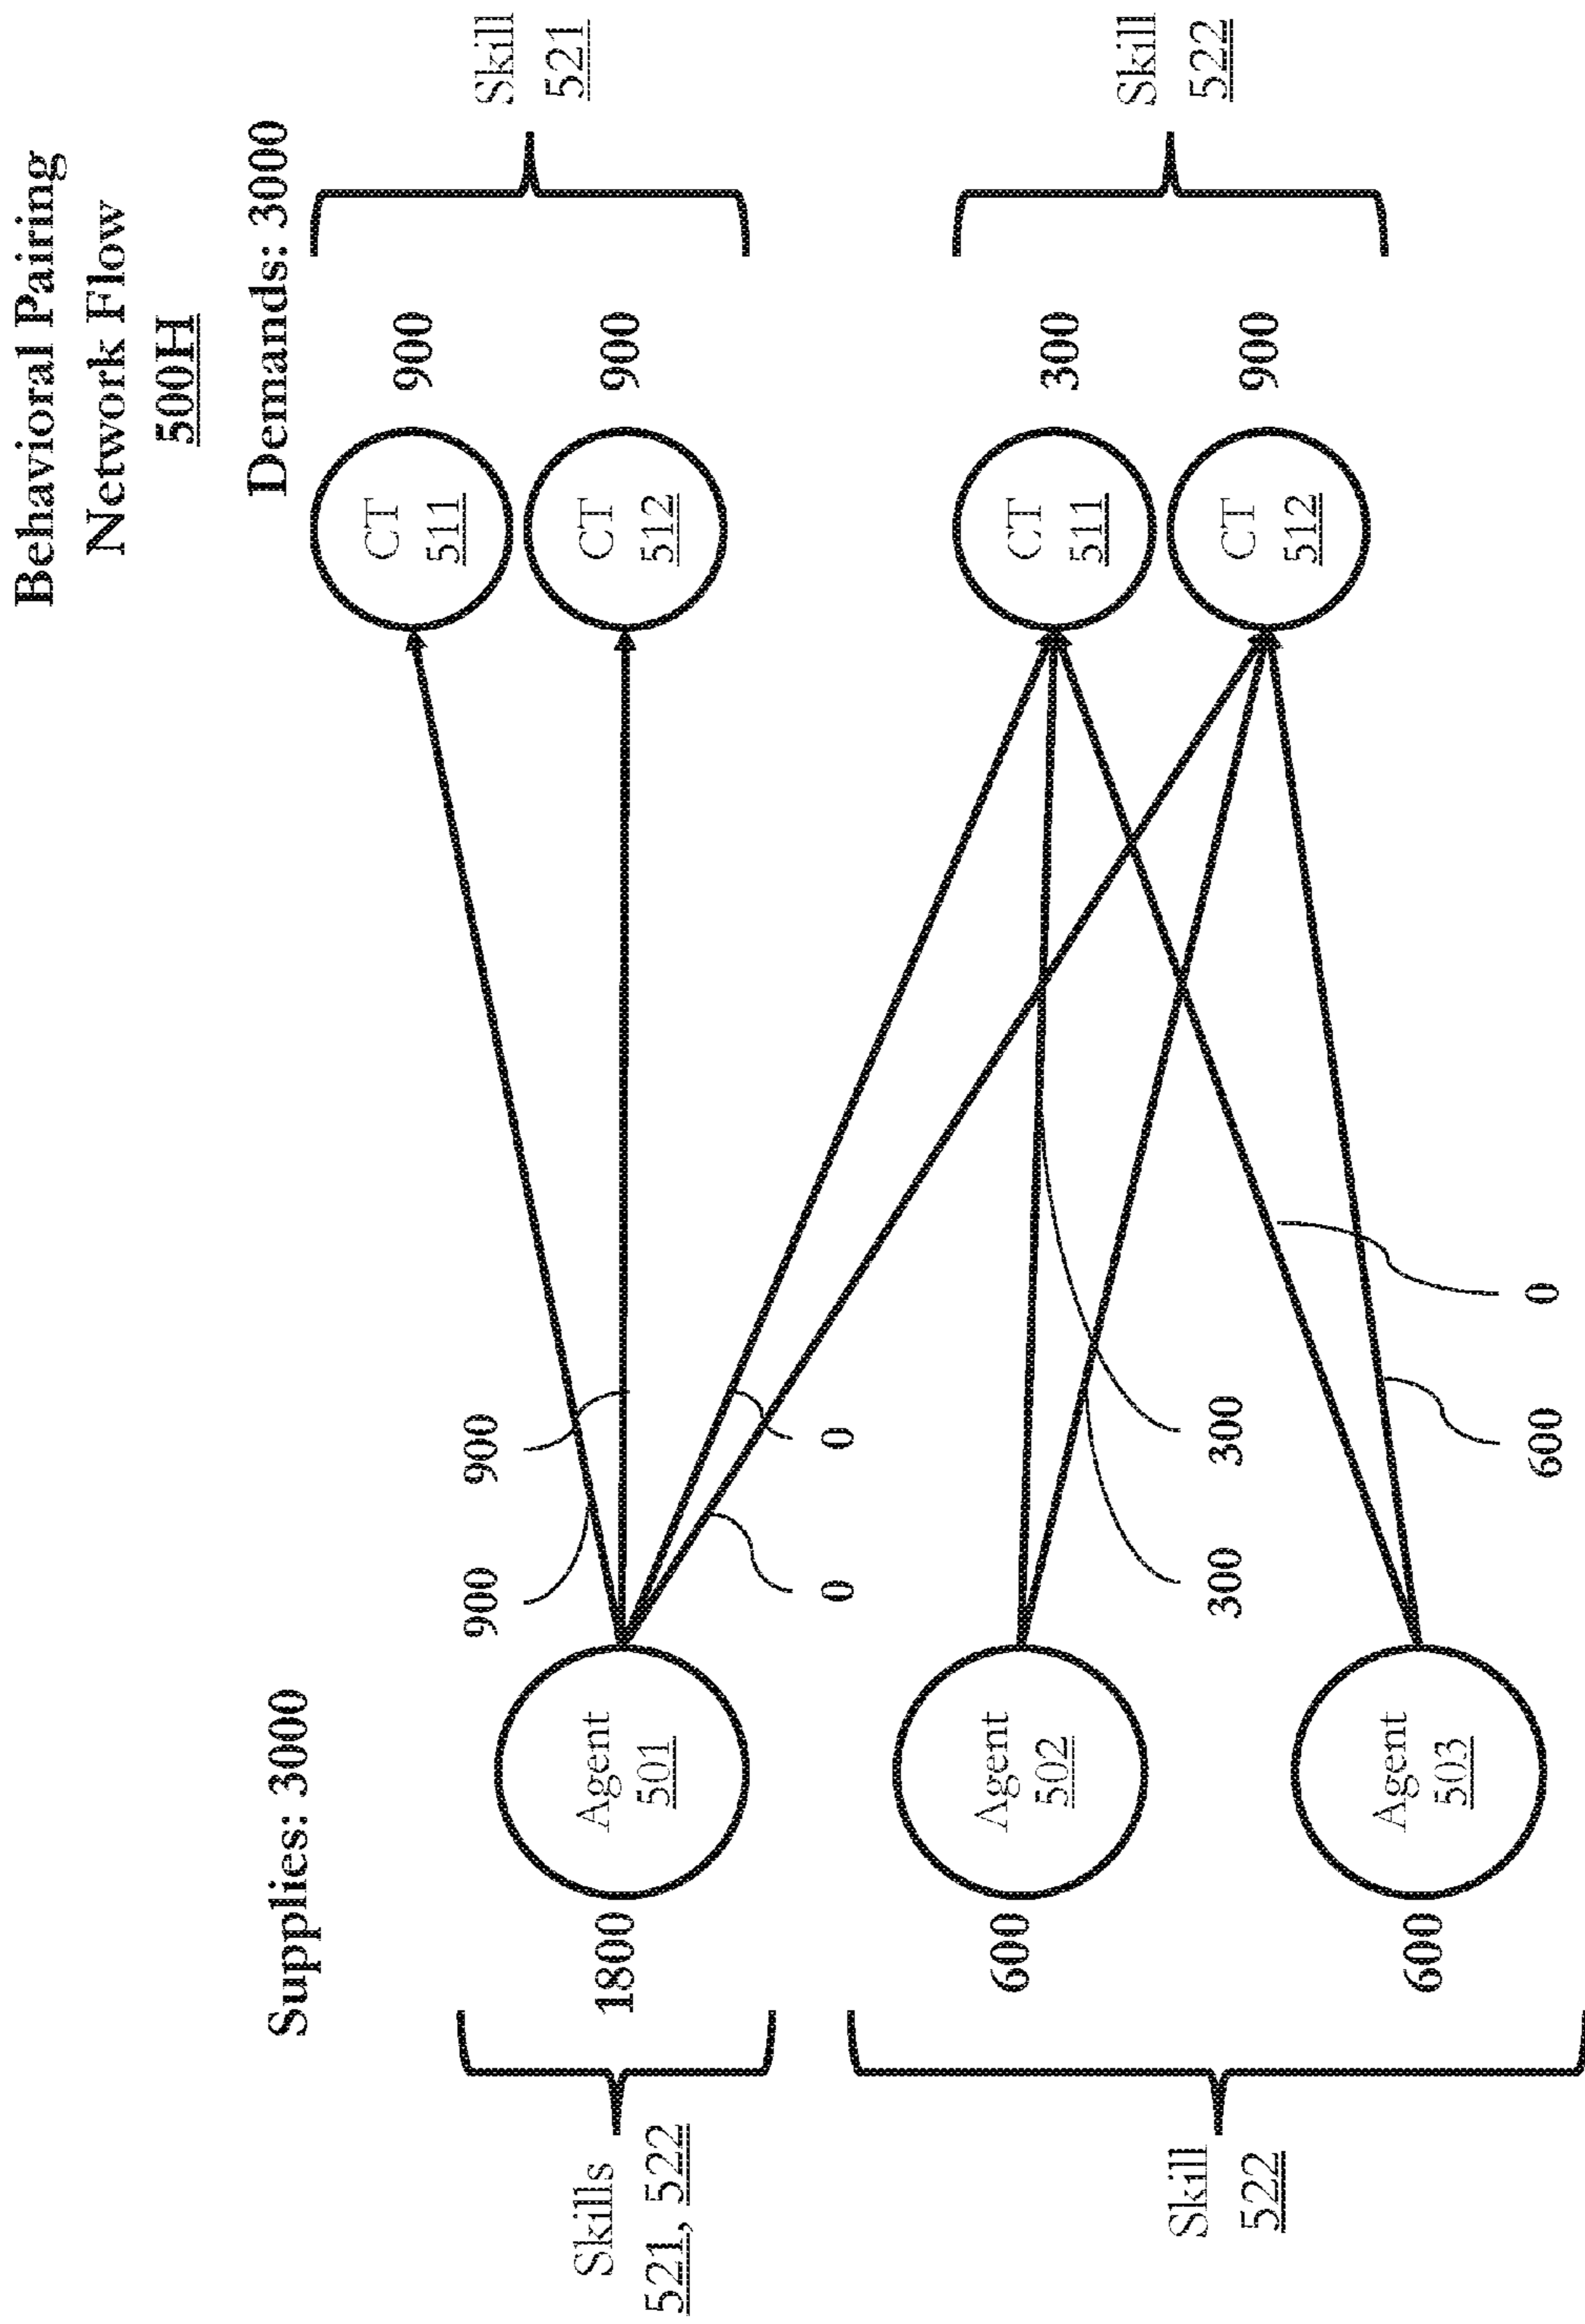 Behavioral Pairing
Network Flow
500H
Supplies: 3000
Demands: 3000
Skills
521, 522
1800
Agent
501
900
900
0
0
CT
511
900
CT
512
900
Skill
521
Skill
522
600
Agent
502
300
300
600
Agent
503
600
0
CT
511
300
CT
512
900
Skill
522